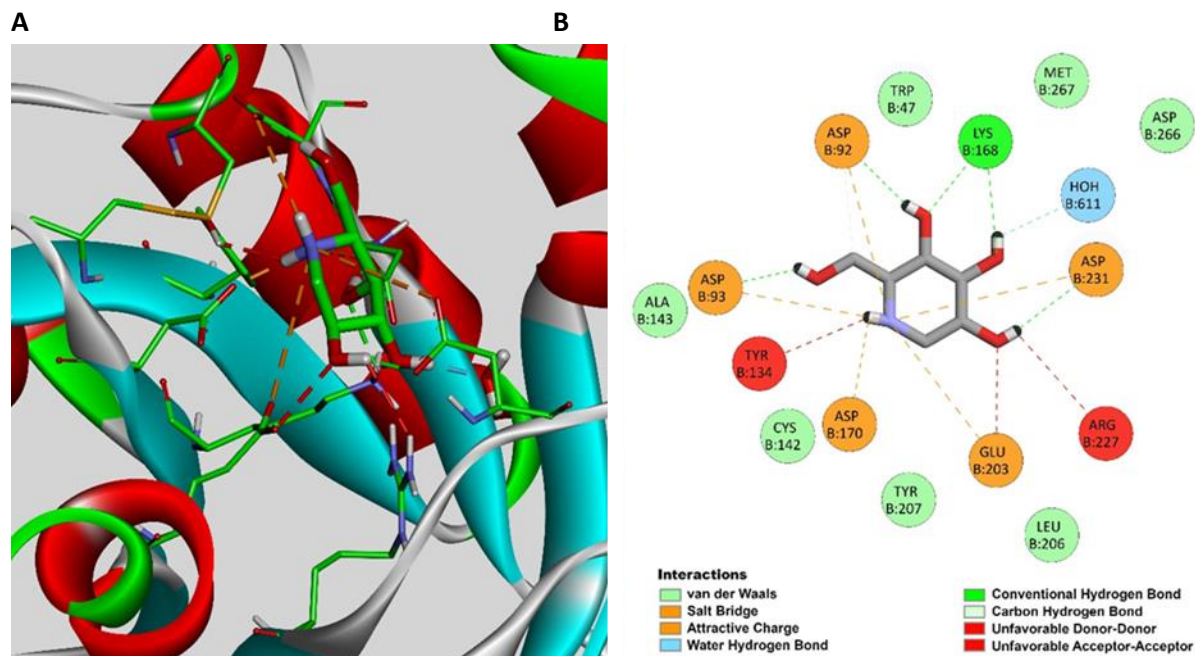 A
B
TRP
B:47
MET
B:267
ASP
B:266
ASP
B:92
LYS
B:168
HOH
B:611
ASP
B:93
ASP
B:231
ALA
B:143
TYR
B:134
CYS
B:142
ASP
B:170
GLU
B:203
ARG
B:227
TYR
B:207
LEU
B:206
O
O
O
O
N
Interactions
van der Waals
Salt Bridge
Attractive Charge
Water Hydrogen Bond
Conventional Hydrogen Bond
Carbon Hydrogen Bond
Unfavorable Donor-Donor
Unfavorable Acceptor-Acceptor